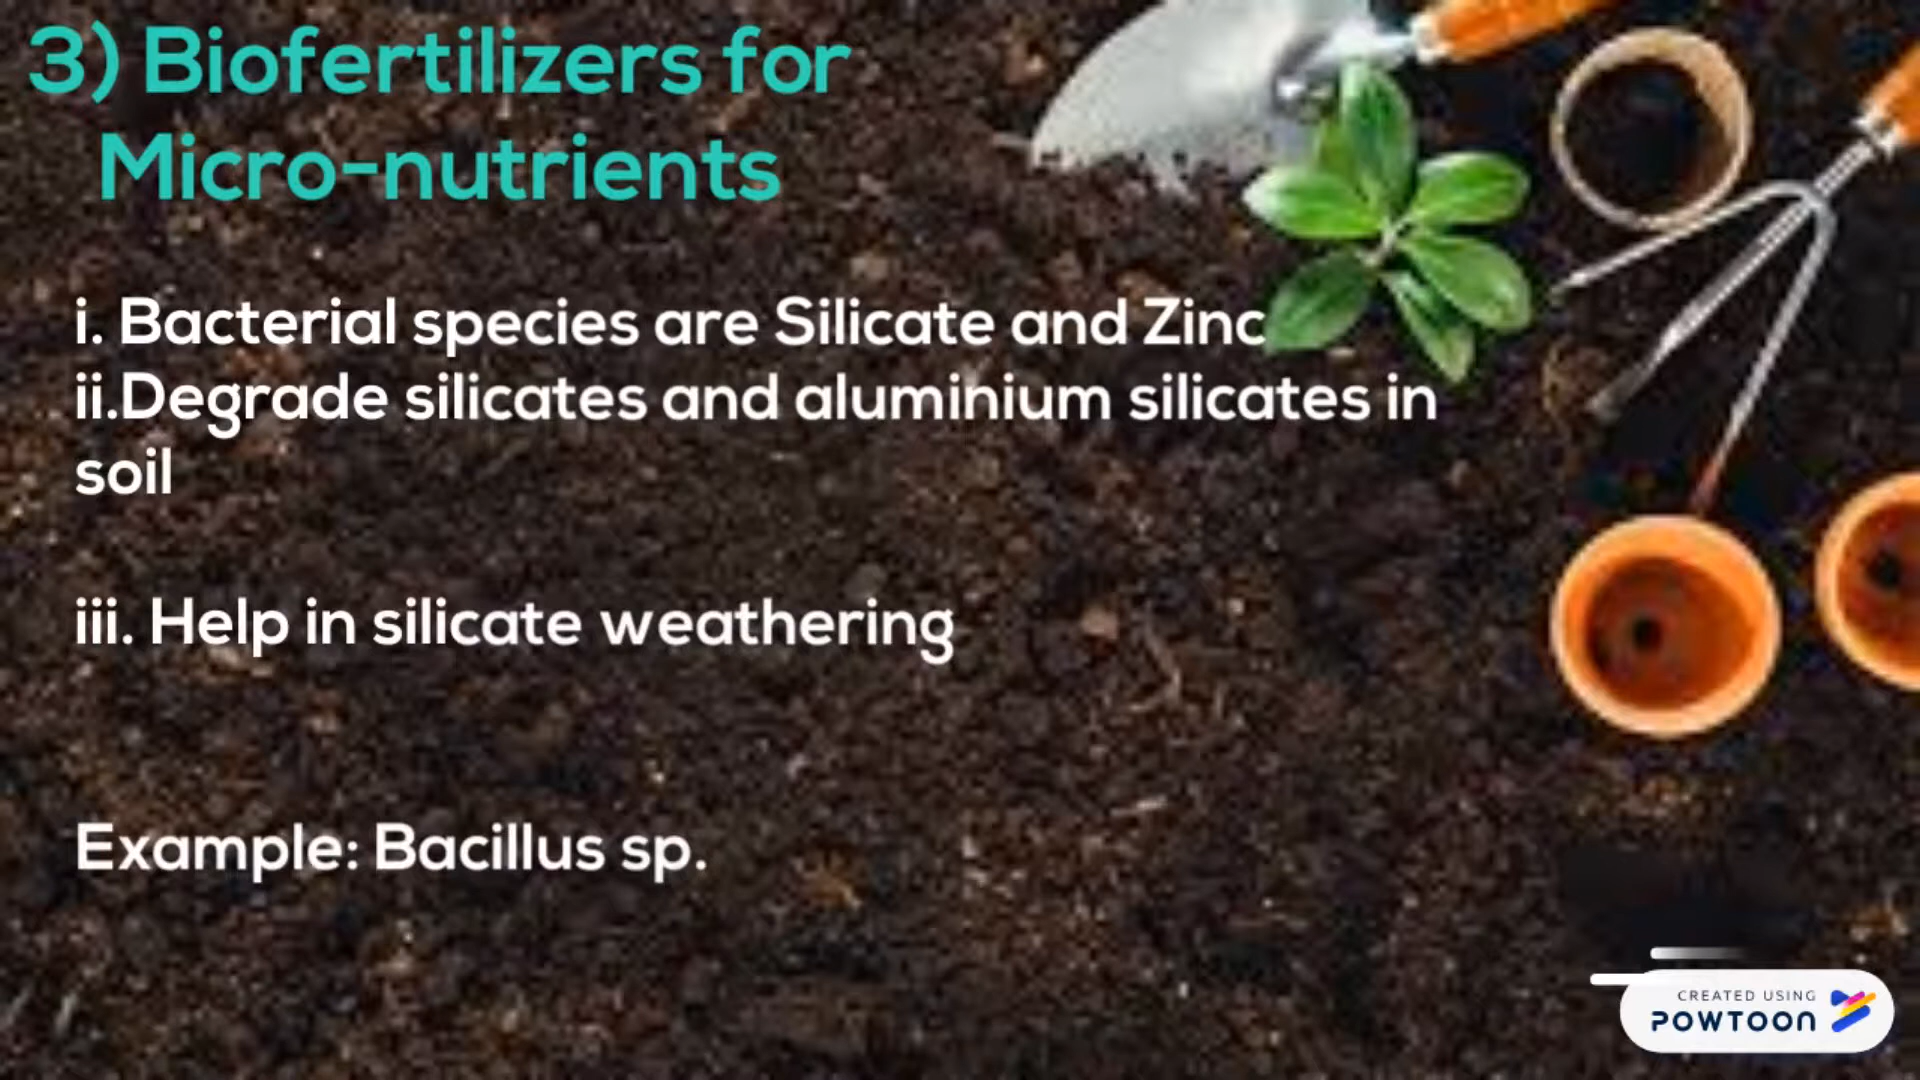 3) Biofertilizers for
Micro-nutrients
i. Bacterial species are Silicate and Zinc
ii.Degrade silicates and aluminium silicates in
soil
iii. Help in silicate weathering
Example: Bacillus sp.
CREATED USING
POWTOON